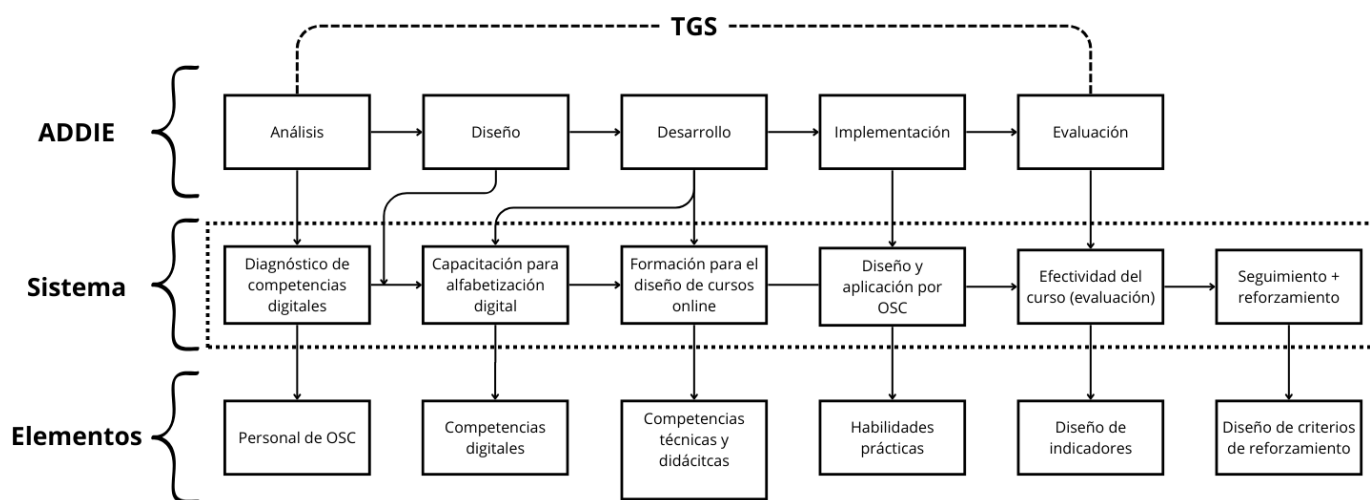 TGS
ADDIE
Análisis
Diseño
Desarrollo
Implementación
Evaluación
Sistema
Diagnóstico de
competencias
digitales
Capacitación para
alfabetización
digital
Formación para el
diseño de cursos
online
Diseño y
aplicación por
OSC
Efectividad del
curso (evaluación)
Seguimiento +
reforzamiento
Elementos
Personal de OSC
Competencias
digitales
Competencias
técnicas y
didácitcas
Habilidades
prácticas
Diseño de
indicadores
Diseño de criterios
de reforzamiento